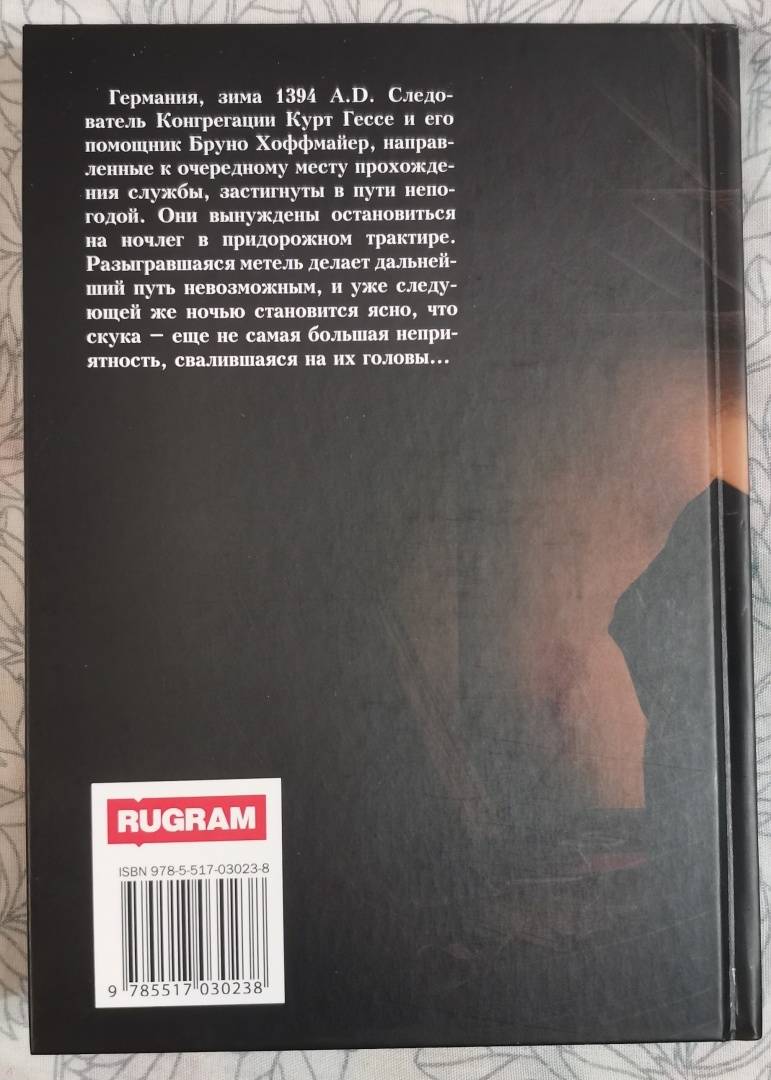 Германия, зима 1394 A.D. Следо-
ватель Конгрегации Курт Гессе и его
помощник Бруно Хоффмайер, направ-
ленные к очередному месту прохожде-
ния службы, застигнуты в пути непо-
годой. Они вынуждены остановиться
на ночлег в придорожном трактире.
Разыгравшаяся метель делает дальней-
ший путь невозможным, и уже следу-
ющей же ночью становится ясно, что
скука – еще не самая большая непри-
ятность, свалившаяся на их головы...
RUGRAM
ISBN 978-5-517-03023-8
9 785517 030238